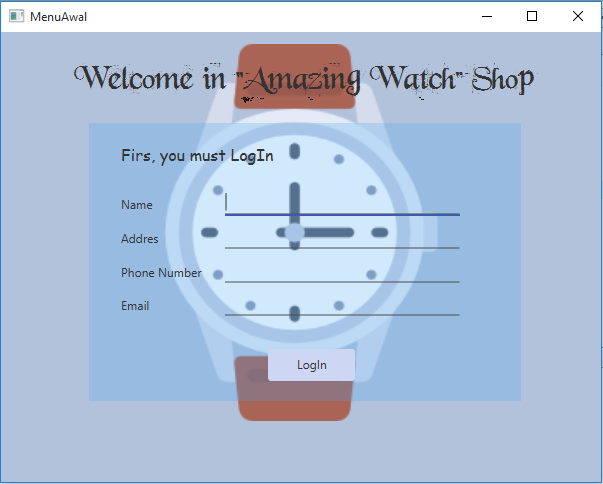 MenuAwal
Welcome in "Amazing Watch" Shop
Firs, you must LogIn
Name
Addres
Phone Number
Email
LogIn